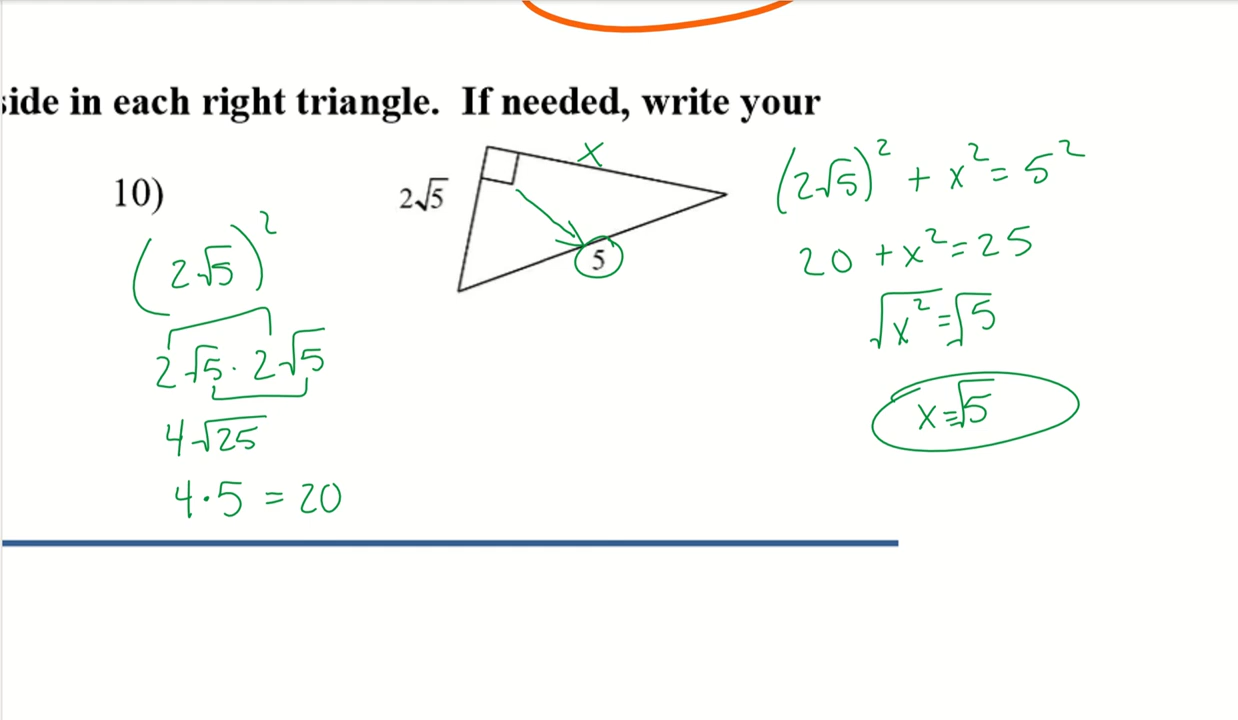 side in each right triangle. If needed, write your
10)
2√5
x
5
(2√5)²
2√5 · 2√5
4√25
4·5 = 20
(2√5)² + x² = 5²
20 + x² = 25
√x² = √5
x = √5